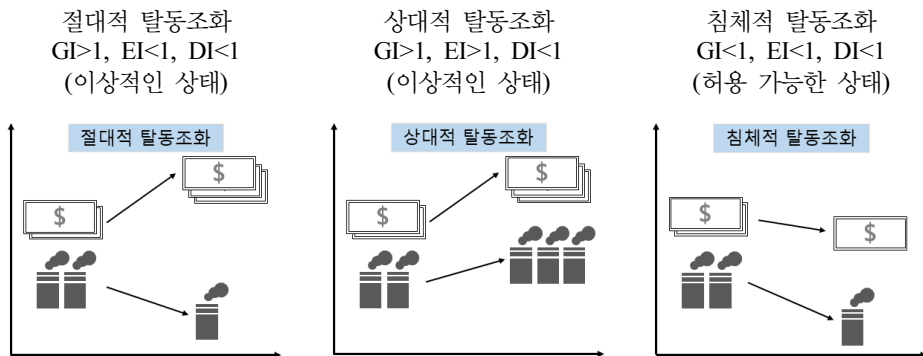 절대적 탈동조화
GI>1, EI<1, DI<1
(이상적인 상태)
절대적 탈동조화
$
$
상대적 탈동조화
GI>1, EI>1, DI<1
(이상적인 상태)
상대적 탈동조화
$
$
침체적 탈동조화
GI<1, EI<1, DI<1
(허용 가능한 상태)
침체적 탈동조화
$
$